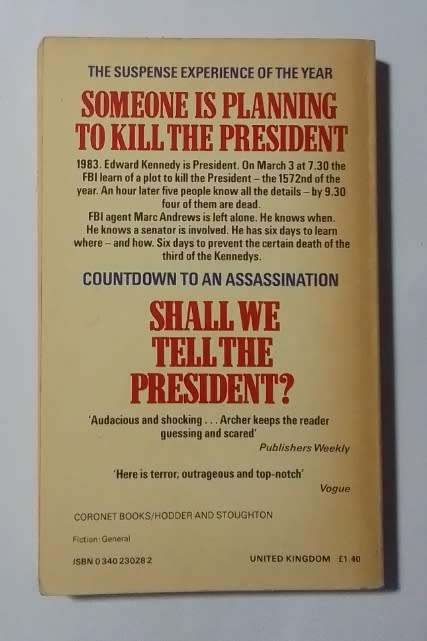 THE SUSPENSE EXPERIENCE OF THE YEAR
SOMEONE IS PLANNING
TO KILL THE PRESIDENT
1983. Edward Kennedy is President. On March 3 at 7.30 the
FBI learn of a plot to kill the President – the 1572nd of the
year. An hour later five people know all the details – by 9.30
four of them are dead.
FBI agent Marc Andrews is left alone. He knows when.
He knows a senator is involved. He has six days to learn
where – and how. Six days to prevent the certain death of the
third of the Kennedys.
COUNTDOWN TO AN ASSASSINATION
SHALL WE
TELL THE
PRESIDENT?
‘Audacious and shocking . . . Archer keeps the reader
guessing and scared’
Publishers Weekly
‘Here is terror, outrageous and top-notch’
Vogue
CORONET BOOKS/HODDER AND STOUGHTON
Fiction: General
ISBN 0 340 23028 2 UNITED KINGDOM £1.40